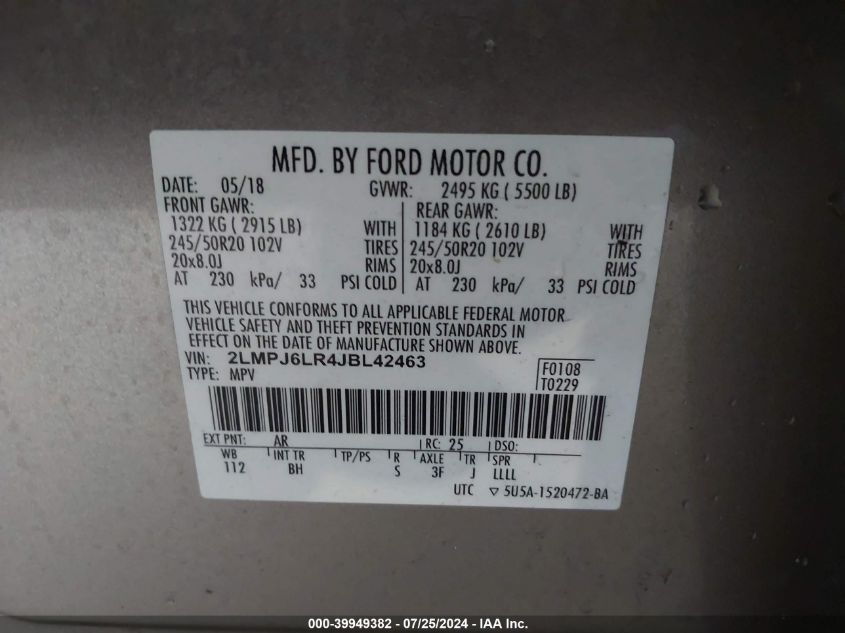 MFD. BY FORD MOTOR CO.
DATE: 05/18 GVWR: 2495 KG ( 5500 LB)
FRONT GAWR: REAR GAWR:
1322 KG ( 2915 LB) WITH 1184 KG ( 2610 LB) WITH
245/50R20 102V TIRES 245/50R20 102V TIRES
20x8.0J RIMS 20x8.0J RIMS
AT 230 kPa/ 33 PSI COLD AT 230 kPa/ 33 PSI COLD
THIS VEHICLE CONFORMS TO ALL APPLICABLE FEDERAL MOTOR
VEHICLE SAFETY AND THEFT PREVENTION STANDARDS IN
EFFECT ON THE DATE OF MANUFACTURE SHOWN ABOVE.
VIN: 2LMPJ6LR4JBL42463 F0108
TYPE: MPV T0229
EXT PNT: AR RC: 25 DSO:
WB INT TR TP/PS R AXLE TR SPR
112 BH S 3F J LLLL
UTC ▽ 5U5A-1520472-BA
000-39949382 - 07/25/2024 - IAA Inc.